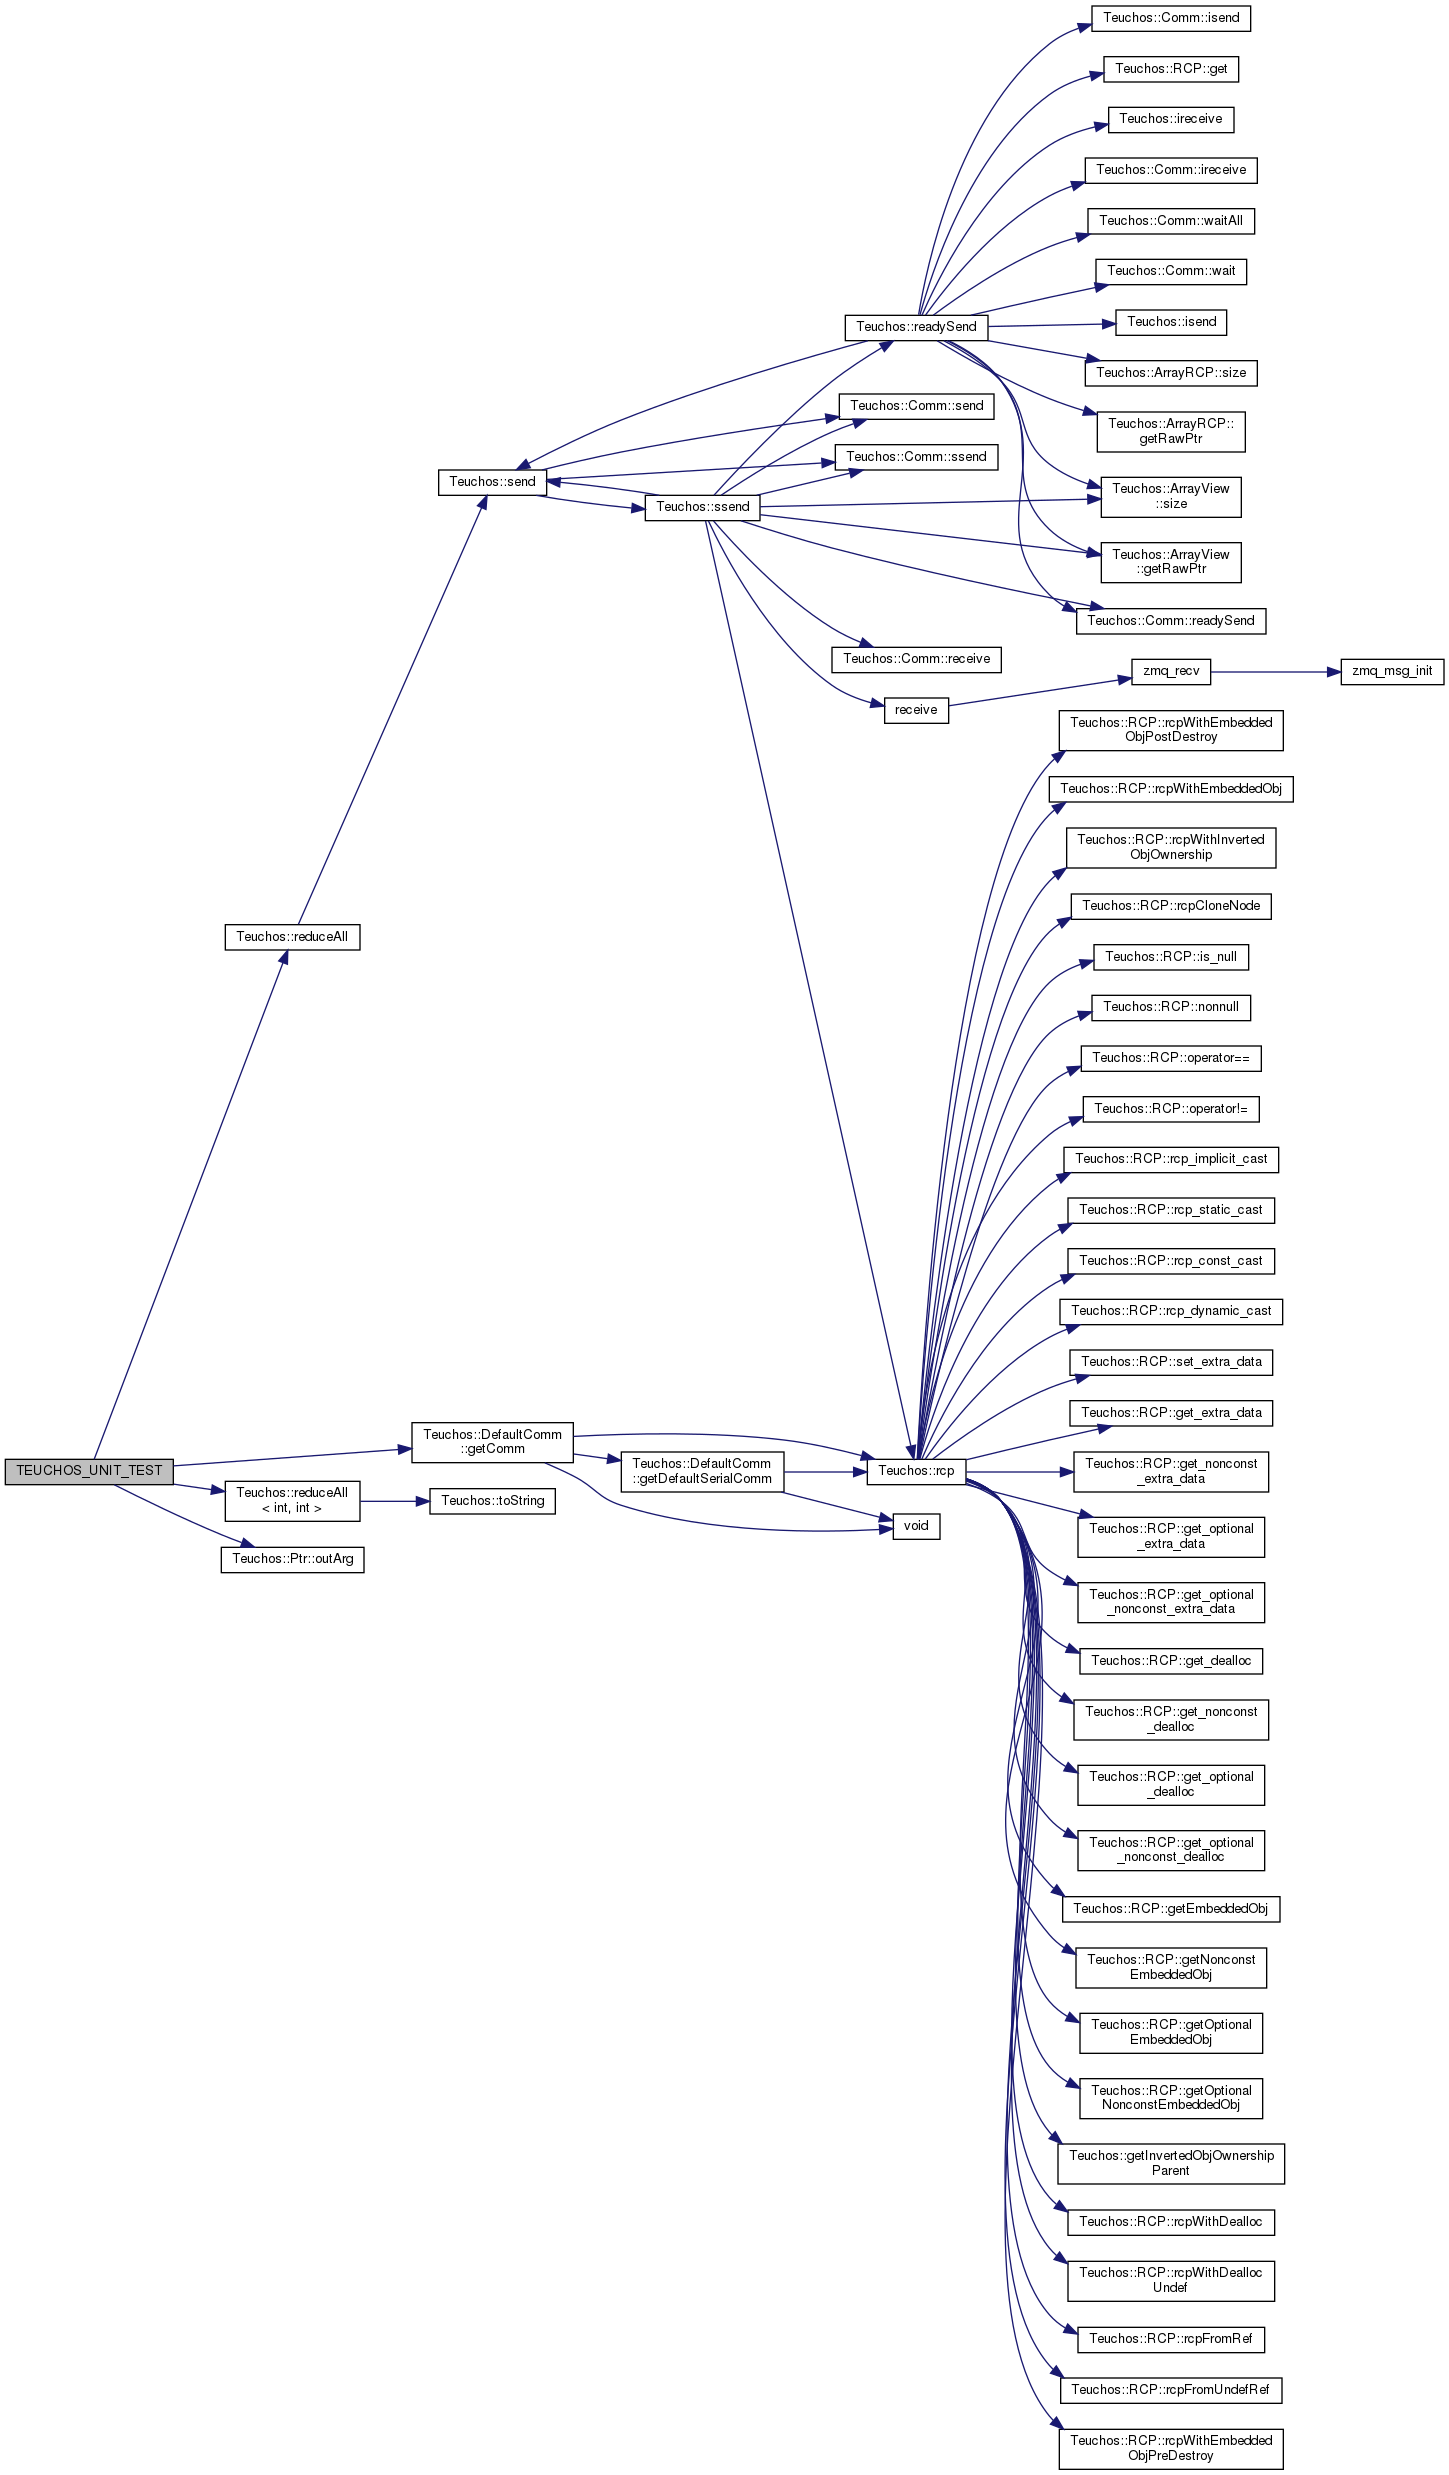 Teuchos::Comm::isend
Teuchos::RCP::get
Teuchos::ireceive
Teuchos::Comm::ireceive
Teuchos::Comm::waitAll
Teuchos::Comm::wait
Teuchos::readySend
Teuchos::isend
Teuchos::ArrayRCP::size
Teuchos::Comm::send
Teuchos::ArrayRCP::
getRawPtr
Teuchos::Comm::ssend
Teuchos::send
Teuchos::ssend
Teuchos::ArrayView
::size
Teuchos::ArrayView
::getRawPtr
Teuchos::Comm::readySend
Teuchos::Comm::receive
receive
zmq_recv
zmq_msg_init
Teuchos::RCP::rcpWithEmbedded
ObjPostDestroy
Teuchos::RCP::rcpWithEmbeddedObj
Teuchos::RCP::rcpWithInverted
ObjOwnership
Teuchos::RCP::rcpCloneNode
Teuchos::reduceAll
Teuchos::RCP::is_null
Teuchos::RCP::nonnull
Teuchos::RCP::operator==
Teuchos::RCP::operator!=
Teuchos::RCP::rcp_implicit_cast
Teuchos::RCP::rcp_static_cast
Teuchos::RCP::rcp_const_cast
Teuchos::RCP::rcp_dynamic_cast
Teuchos::RCP::set_extra_data
Teuchos::RCP::get_extra_data
TEUCHOS_UNIT_TEST
Teuchos::DefaultComm
::getComm
Teuchos::DefaultComm
::getDefaultSerialComm
Teuchos::rcp
Teuchos::RCP::get_nonconst
_extra_data
Teuchos::reduceAll
< int, int >
Teuchos::toString
void
Teuchos::RCP::get_optional
_extra_data
Teuchos::Ptr::outArg
Teuchos::RCP::get_optional
_nonconst_extra_data
Teuchos::RCP::get_dealloc
Teuchos::RCP::get_nonconst
_dealloc
Teuchos::RCP::get_optional
_dealloc
Teuchos::RCP::get_optional
_nonconst_dealloc
Teuchos::RCP::getEmbeddedObj
Teuchos::RCP::getNonconst
EmbeddedObj
Teuchos::RCP::getOptional
EmbeddedObj
Teuchos::RCP::getOptional
NonconstEmbeddedObj
Teuchos::getInvertedObjOwnership
Parent
Teuchos::RCP::rcpWithDealloc
Teuchos::RCP::rcpWithDealloc
Undef
Teuchos::RCP::rcpFromRef
Teuchos::RCP::rcpFromUndefRef
Teuchos::RCP::rcpWithEmbedded
ObjPreDestroy